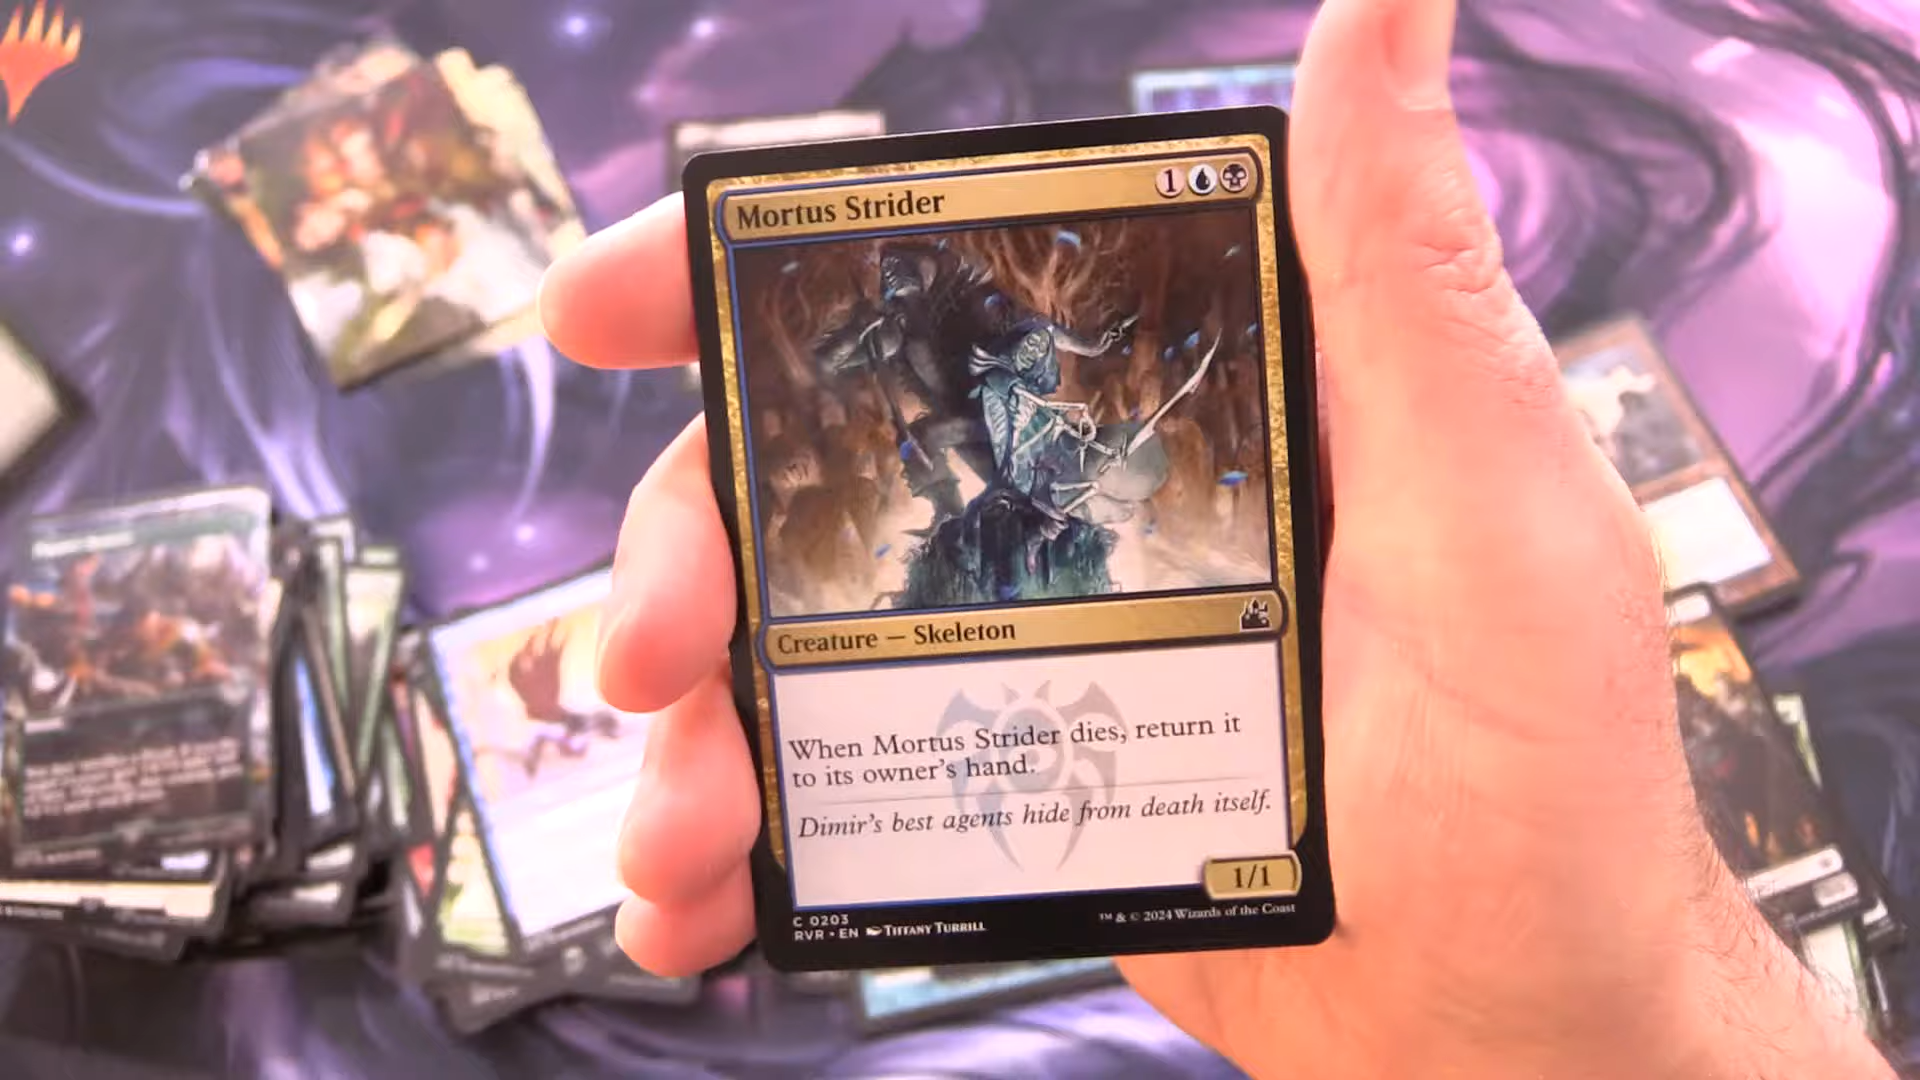 Mortus Strider
1
Creature — Skeleton
When Mortus Strider dies, return it
to its owner's hand.
Dimir's best agents hide from death itself.
1/1
C 0203
RVR • EN Tiffany Turrill
™ & © 2024 Wizards of the Coast